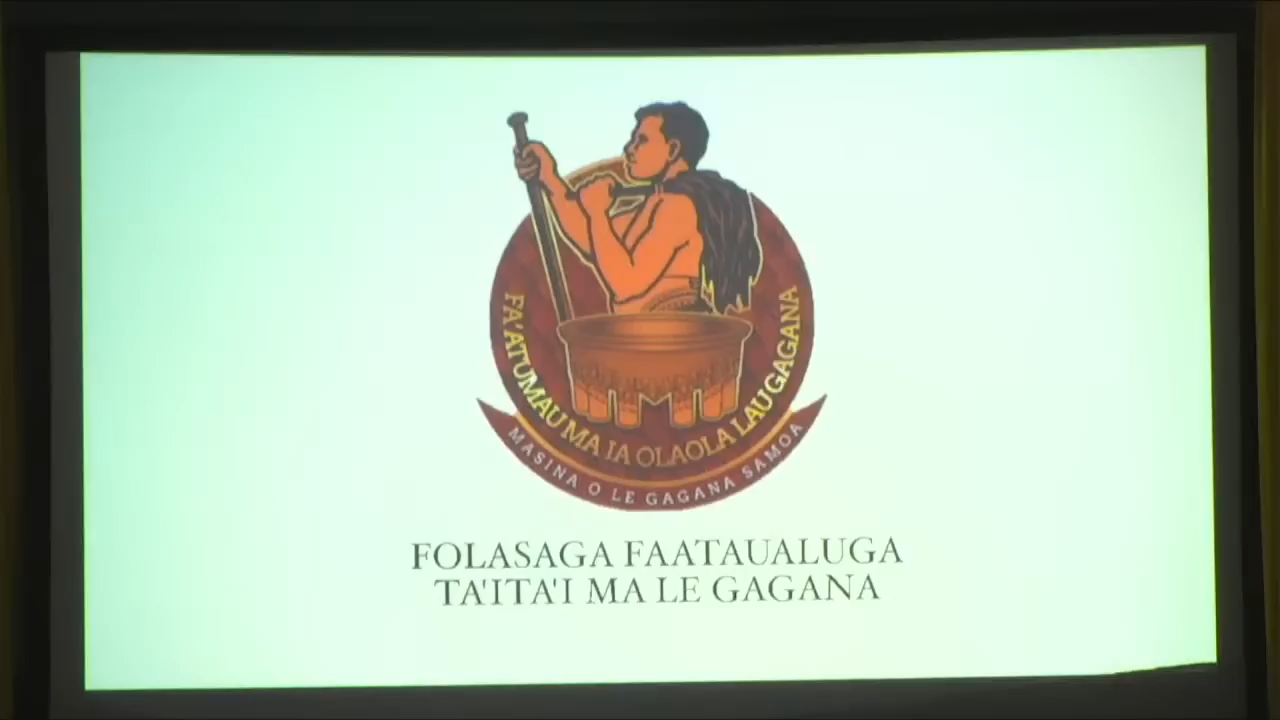 FA'ATUMAU MA IA OLAOLA LAUGAGANA
MASINA O LE GAGANA SAMOA
FOLASAGA FAATAUALUGA
TA'ITA'I MA LE GAGANA